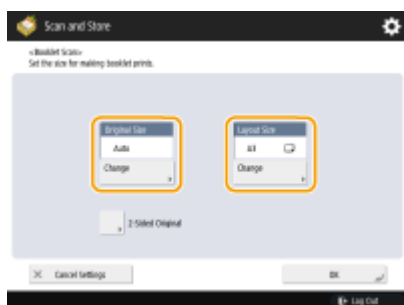 Scan and Store
<Booklet Scan>
Set the size for making booklet prints.
Original Size
Layout Size
Auto
A3
Change
Change
2-Sided Original
Cancel Settings
OK
Log Out